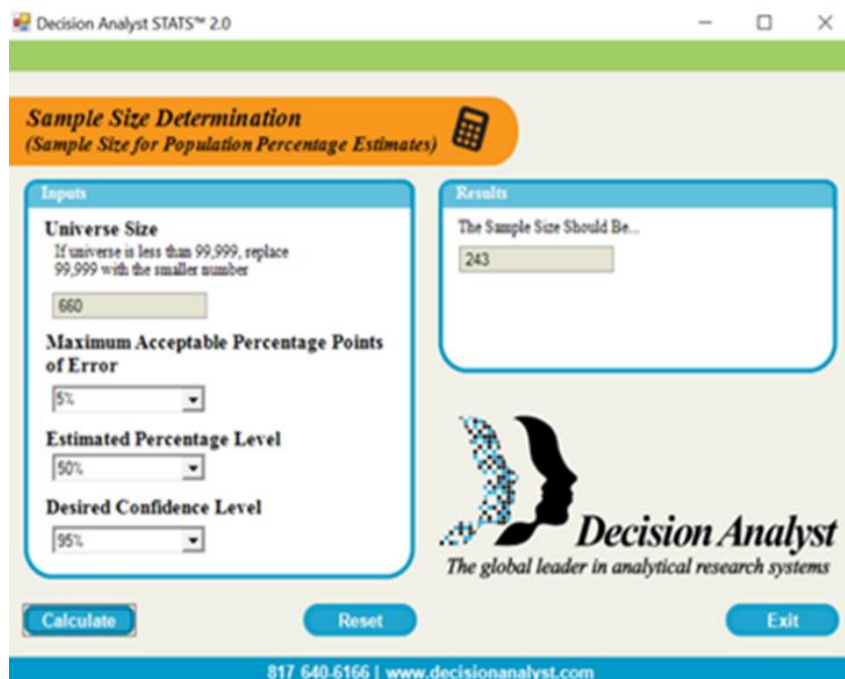 Decision Analyst STATS™ 2.0
Sample Size Determination
(Sample Size for Population Percentage Estimates)
Inputs
Universe Size
If universe is less than 99,999, replace
99,999 with the smaller number
660
Maximum Acceptable Percentage Points
of Error
5%
Estimated Percentage Level
50%
Desired Confidence Level
95%
Results
The Sample Size Should Be...
243
Decision Analyst
The global leader in analytical research systems
Calculate
Reset
Exit
817 640-6166 | www.decisionanalyst.com